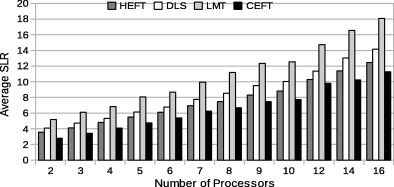 HEFT DLS LMT CEFT
20
18
16
14
12
10
8
6
4
2
0
Average SLR
2 3 4 5 6 7 8 9 10 12 14 16
Number of Processors